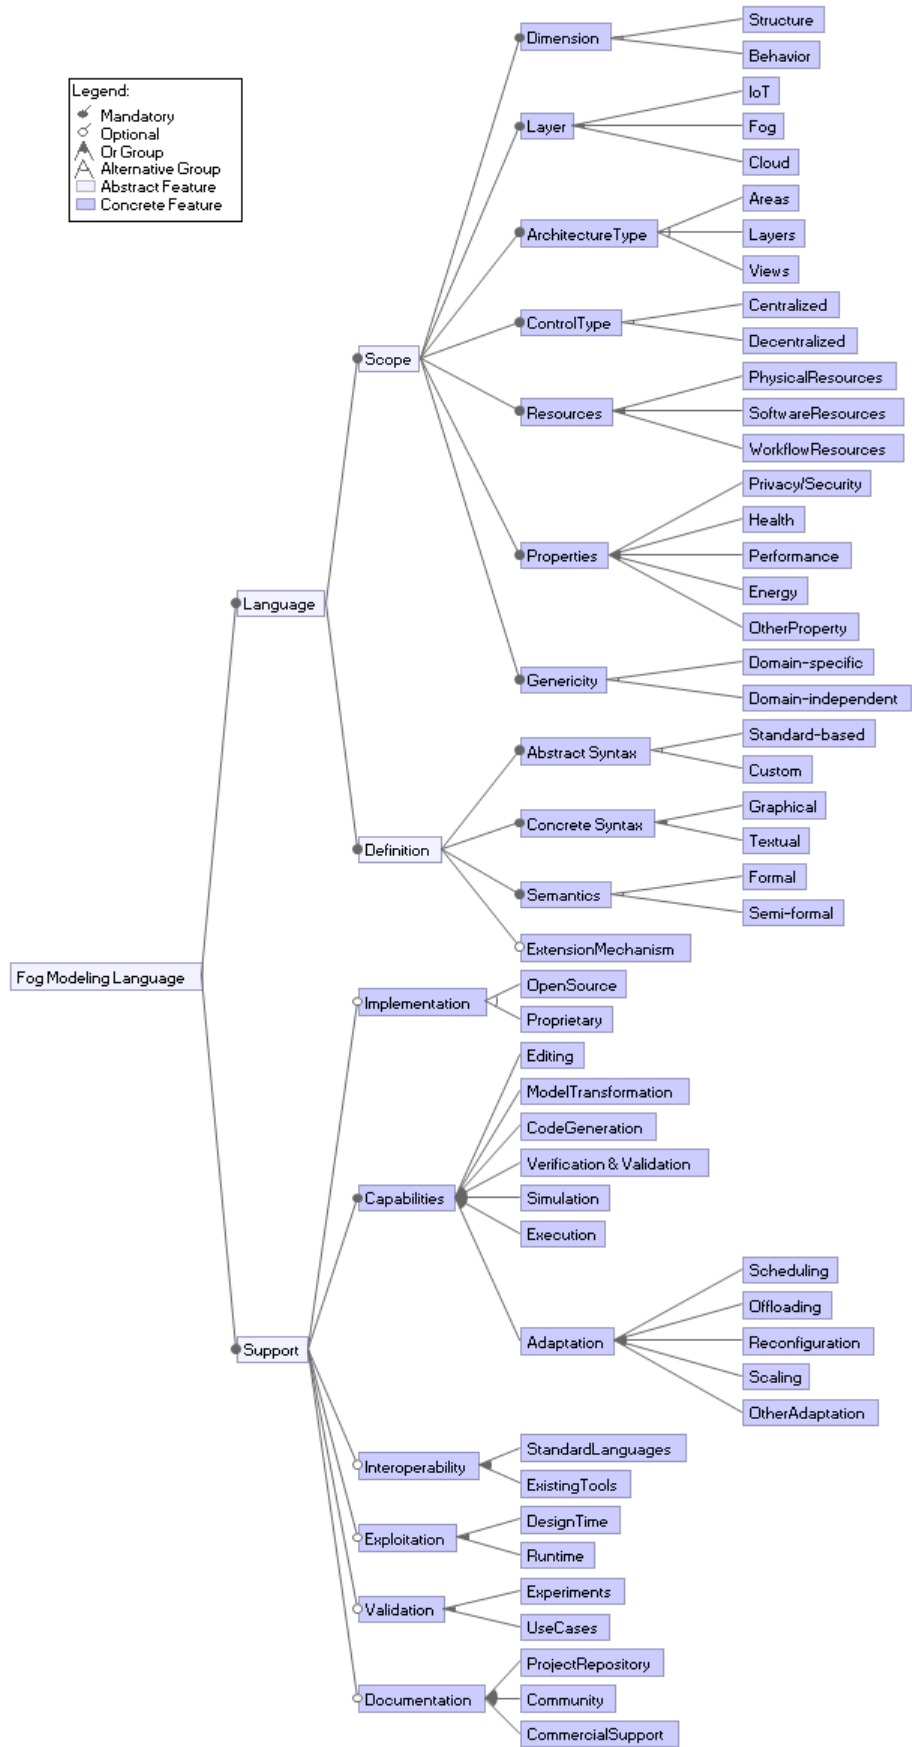 Legend:
Mandatory
Optional
Or Group
Alternative Group
Abstract Feature
Concrete Feature
Fog Modeling Language
Language
Scope
Dimension
Structure
Behavior
Layer
IoT
Fog
Cloud
ArchitectureType
Areas
Layers
Views
ControlType
Centralized
Decentralized
Resources
PhysicalResources
SoftwareResources
WorkflowResources
Properties
Privacy/Security
Health
Performance
Energy
OtherProperty
Genericity
Domain-specific
Domain-independent
Definition
Abstract Syntax
Standard-based
Custom
Concrete Syntax
Graphical
Textual
Semantics
Formal
Semi-formal
ExtensionMechanism
Support
Implementation
OpenSource
Proprietary
Capabilities
Editing
ModelTransformation
CodeGeneration
Verification & Validation
Simulation
Execution
Adaptation
Scheduling
Offloading
Reconfiguration
Scaling
OtherAdaptation
Interoperability
StandardLanguages
ExistingTools
Exploitation
DesignTime
Runtime
Validation
Experiments
UseCases
Documentation
ProjectRepository
Community
CommercialSupport